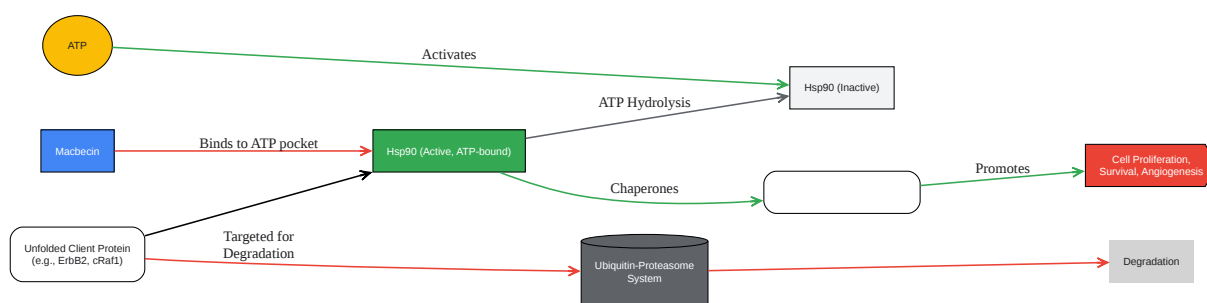 ATP
Activates
Hsp90 (Inactive)
ATP Hydrolysis
Macbecin
Binds to ATP pocket
Hsp90 (Active, ATP-bound)
Cell Proliferation,
Survival, Angiogenesis
Promotes
Chaperones
Unfolded Client Protein
(e.g., ErbB2, cRaf1)
Targeted for
Degradation
Ubiquitin-Proteasome
System
Degradation